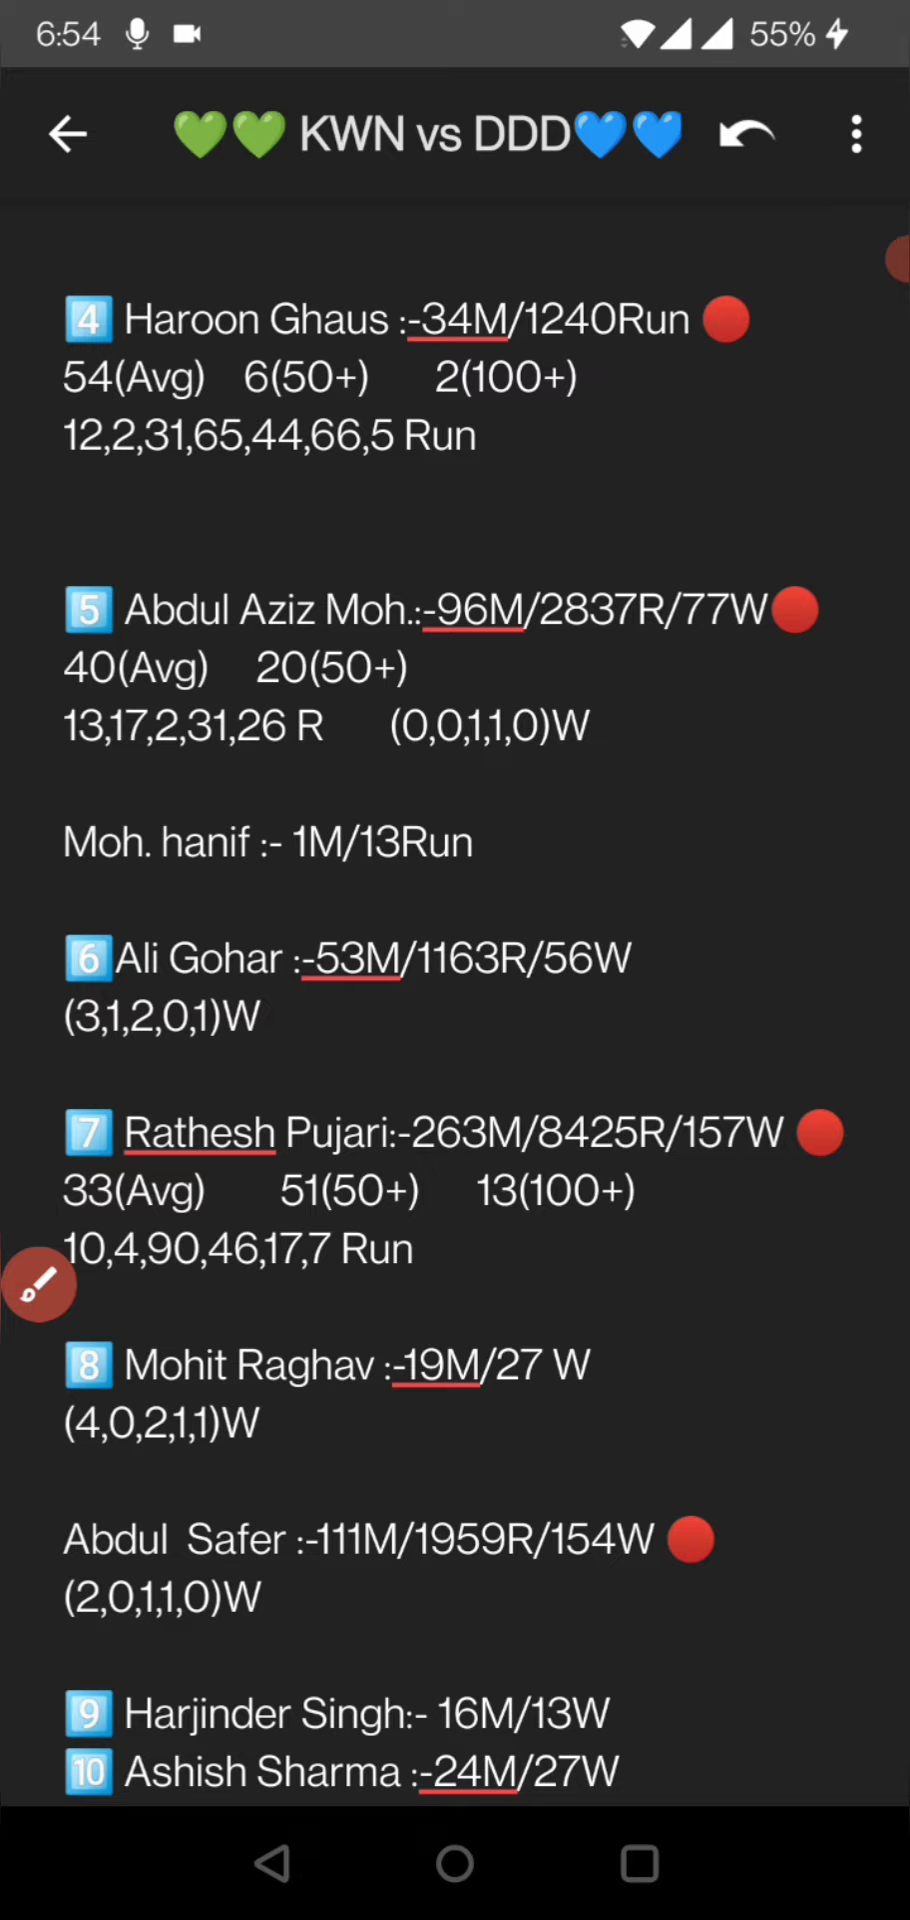 6:54 55%
💚💚 KWN vs DDD💙💙
4️⃣ Haroon Ghaus :-34M/1240Run 🔴
54(Avg) 6(50+) 2(100+)
12,2,31,65,44,66,5 Run
5️⃣ Abdul Aziz Moh.:-96M/2837R/77W🔴
40(Avg) 20(50+)
13,17,2,31,26 R (0,0,1,1,0)W
Moh. hanif :- 1M/13Run
6️⃣Ali Gohar :-53M/1163R/56W
(3,1,2,0,1)W
7️⃣ Rathesh Pujari:-263M/8425R/157W 🔴
33(Avg) 51(50+) 13(100+)
10,4,90,46,17,7 Run
8️⃣ Mohit Raghav :-19M/27 W
(4,0,2,1,1)W
Abdul Safer :-111M/1959R/154W 🔴
(2,0,1,1,0)W
9️⃣ Harjinder Singh:- 16M/13W
🔟 Ashish Sharma :-24M/27W